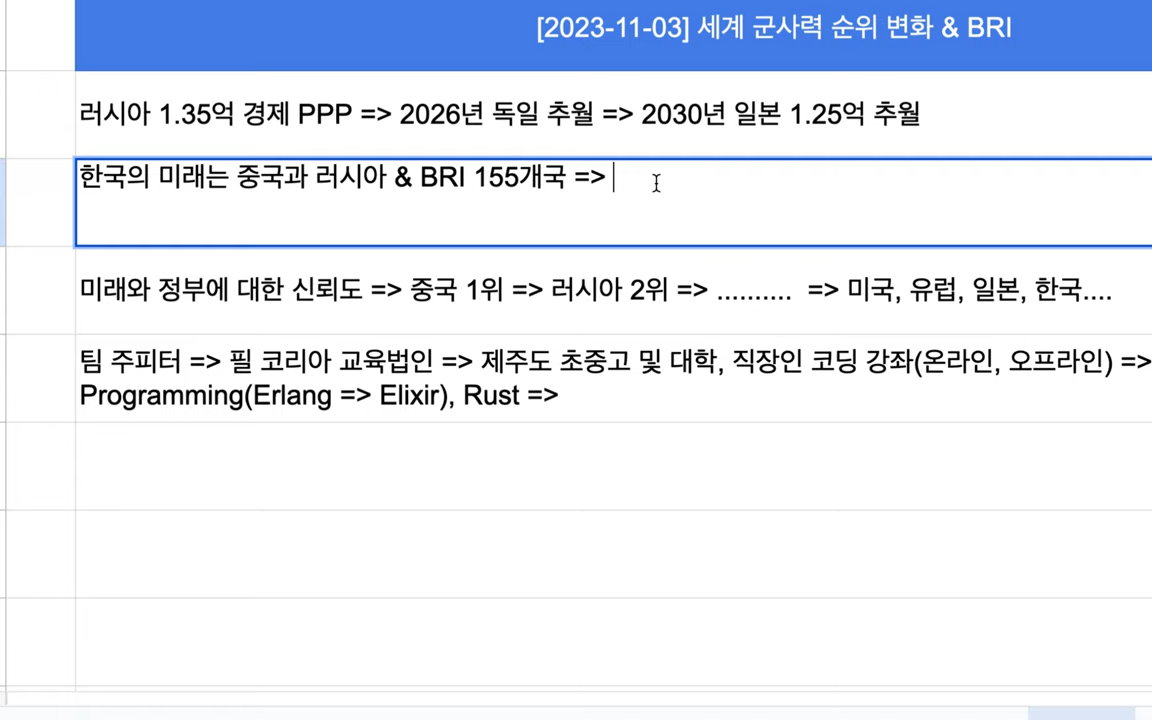 [2023-11-03] 세계 군사력 순위 변화 & BRI
러시아 1.35억 경제 PPP => 2026년 독일 추월 => 2030년 일본 1.25억 추월
한국의 미래는 중국과 러시아 & BRI 155개국 =>
미래와 정부에 대한 신뢰도 => 중국 1위 => 러시아 2위 => .......... => 미국, 유럽, 일본, 한국....
팀 주피터 => 필 코리아 교육법인 => 제주도 초중고 및 대학, 직장인 코딩 강좌(온라인, 오프라인) =>
Programming(Erlang => Elixir), Rust =>